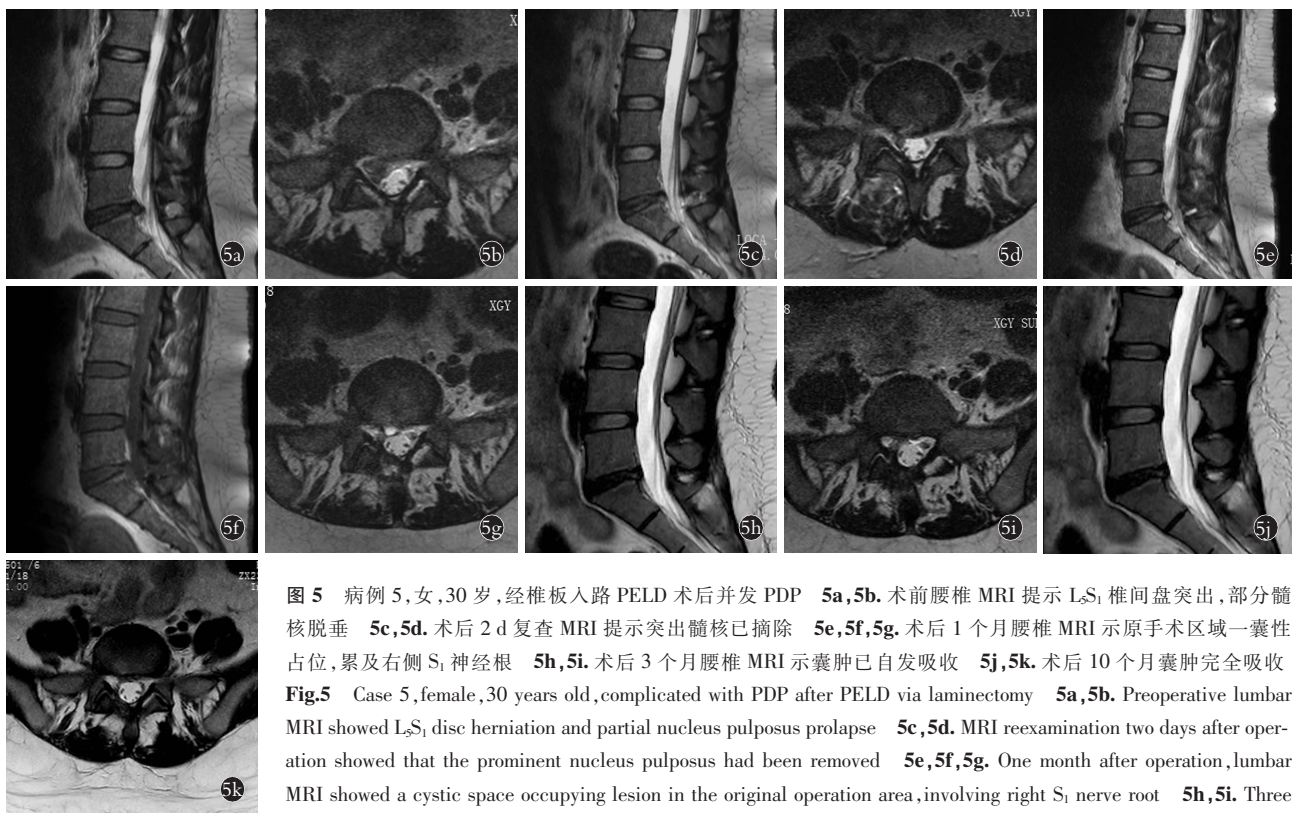 X
5a
5b
LOCA
5c
XGY
5d
5e
5f
8
XGY
5g
5h
8
XGY SU
5i
5j
501 /6
1/18
1.00
ZX2
5k
图 5 病例 5,女,30 岁,经椎板入路 PELD 术后并发 PDP 5a,5b. 术前腰椎 MRI 提示 L5S1 椎间盘突出,部分髓
核脱垂 5c,5d. 术后 2 d 复查 MRI 提示突出髓核已摘除 5e,5f,5g. 术后 1 个月腰椎 MRI 示原手术区域一囊性
占位,累及右侧 S1 神经根 5h,5i. 术后 3 个月腰椎 MRI 示囊肿已自发吸收 5j,5k. 术后 10 个月囊肿完全吸收
Fig.5 Case 5,female,30 years old,complicated with PDP after PELD via laminectomy 5a,5b. Preoperative lumbar
MRI showed L5S1 disc herniation and partial nucleus pulposus prolapse 5c,5d. MRI reexamination two days after oper-
ation showed that the prominent nucleus pulposus had been removed 5e,5f,5g. One month after operation,lumbar
MRI showed a cystic space occupying lesion in the original operation area,involving right S1 nerve root 5h,5i. Three